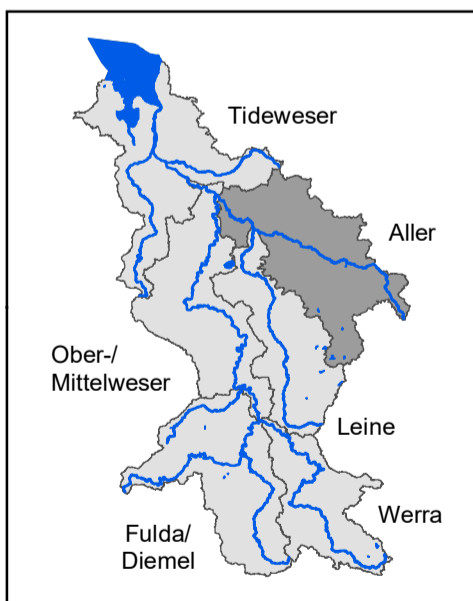 Tideweser
Aller
Ober-/
Mittelweser
Leine
Werra
Fulda/
Diemel